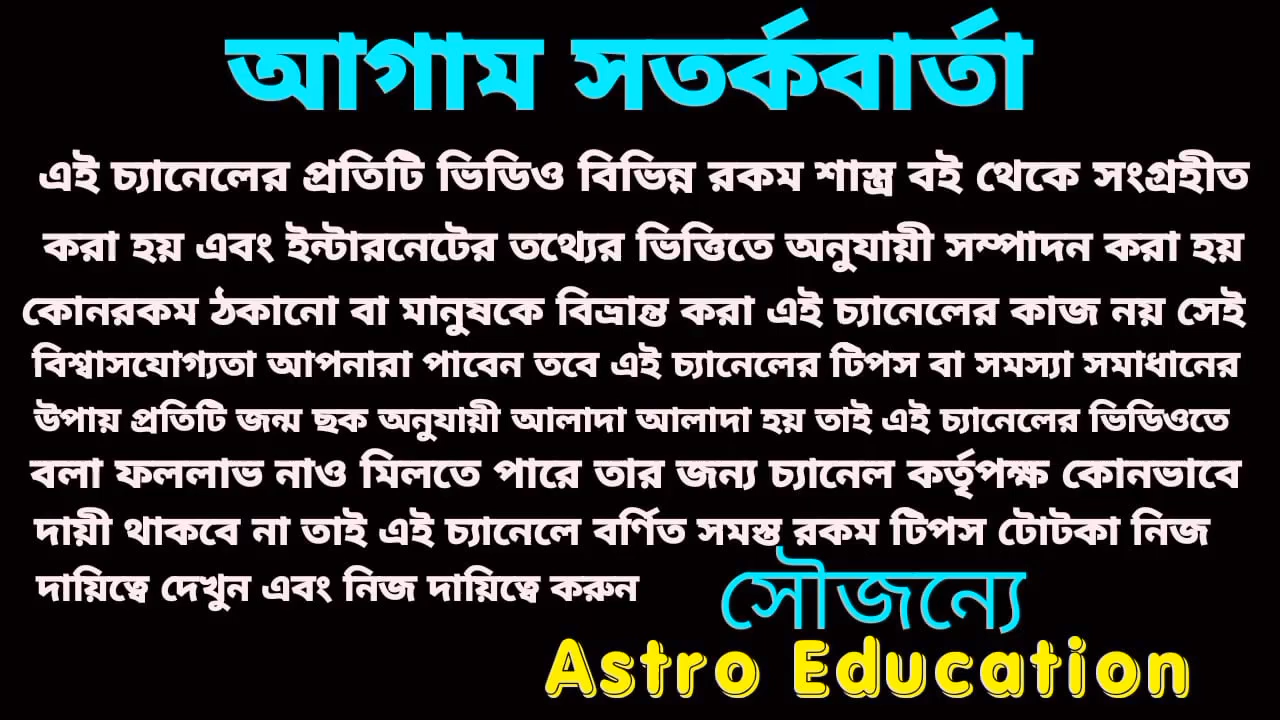 আগাম সতর্কবার্তা
এই চ্যানেলের প্রতিটি ভিডিও বিভিন্ন রকম শাস্ত্র বই থেকে সংগ্রহীত
করা হয় এবং ইন্টারনেটের তথ্যের ভিত্তিতে অনুযায়ী সম্পাদন করা হয়
কোনরকম ঠকানো বা মানুষকে বিভ্রান্ত করা এই চ্যানেলের কাজ নয় সেই
বিশ্বাসযোগ্যতা আপনারা পাবেন তবে এই চ্যানেলের টিপস বা সমস্যা সমাধানের
উপায় প্রতিটি জন্ম ছক অনুযায়ী আলাদা আলাদা হয় তাই এই চ্যানেলের ভিডিওতে
বলা ফললাভ নাও মিলতে পারে তার জন্য চ্যানেল কর্তৃপক্ষ কোনভাবে
দায়ী থাকবে না তাই এই চ্যানেলে বর্ণিত সমস্ত রকম টিপস টোটকা নিজ
দায়িত্বে দেখুন এবং নিজ দায়িত্বে করুন
সৌজন্যে
Astro Education